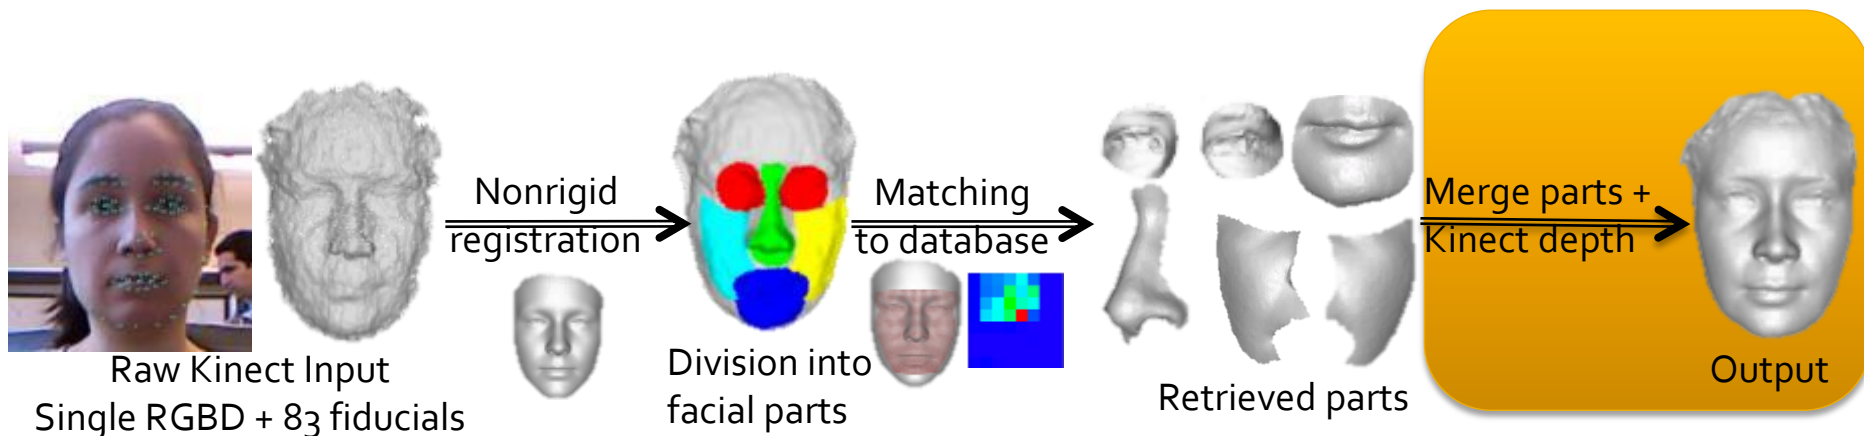 Nonrigid
registration
Matching
to database
Merge parts +
Kinect depth
Raw Kinect Input
Single RGBD + 83 fiducials
Division into
facial parts
Retrieved parts
Output